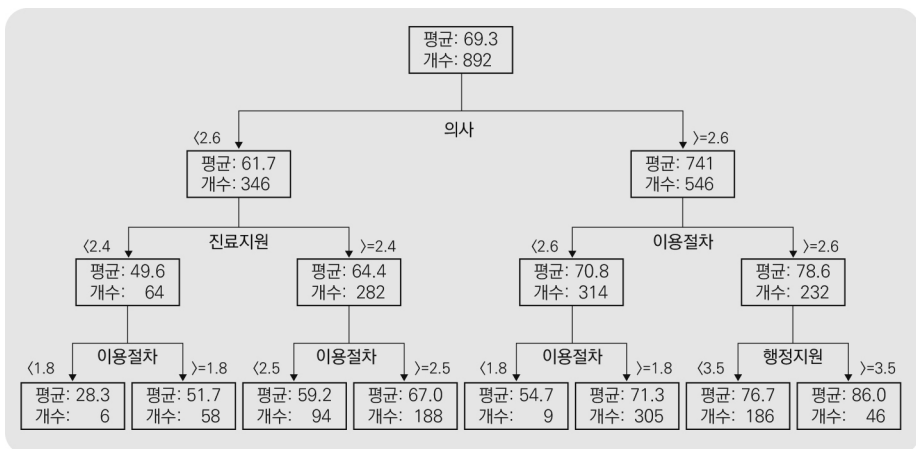 평균: 69.3
개수: 892
의사
〈2.6
〉=2.6
평균: 61.7
개수: 346
평균: 741
개수: 546
진료지원
이용절차
〈2.4
〉=2.4
〈2.6
〉=2.6
평균: 49.6
개수: 64
평균: 64.4
개수: 282
평균: 70.8
개수: 314
평균: 78.6
개수: 232
이용절차
이용절차
이용절차
행정지원
〈1.8
〉=1.8
〈2.5
〉=2.5
〈1.8
〉=1.8
〈3.5
〉=3.5
평균: 28.3
개수: 6
평균: 51.7
개수: 58
평균: 59.2
개수: 94
평균: 67.0
개수: 188
평균: 54.7
개수: 9
평균: 71.3
개수: 305
평균: 76.7
개수: 186
평균: 86.0
개수: 46